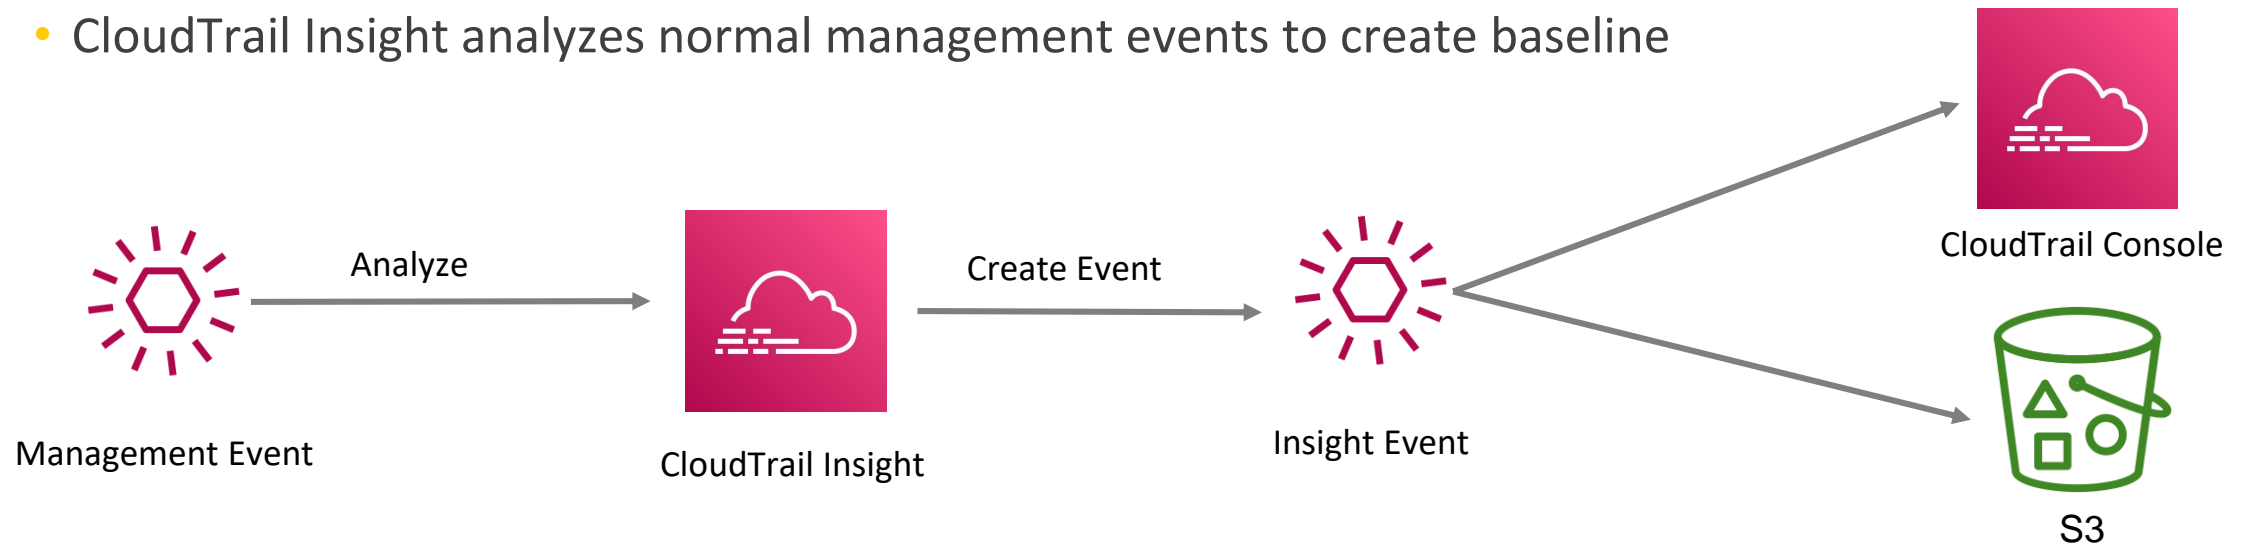 • CloudTrail Insight analyzes normal management events to create baseline
Analyze
Create Event
CloudTrail Console
Management Event
CloudTrail Insight
Insight Event
S3